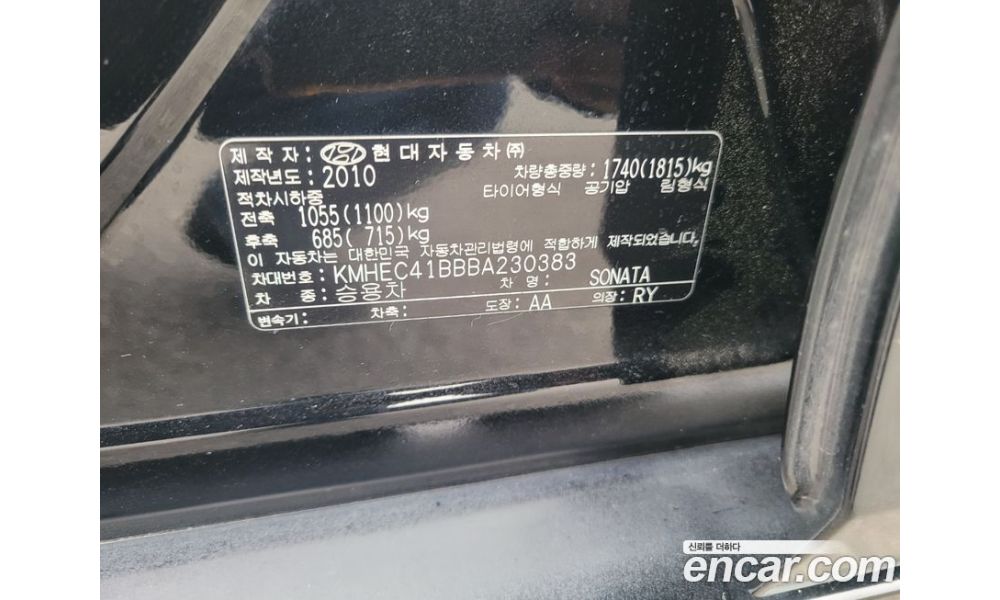 제 작 자 : 현대자동차㈜
제작년도 : 2010 차량총중량 : 1740(1815)kg
적차시하중 타이어형식 공기압 림형식
전축 1055(1100)kg
후축 685( 715)kg
이 자동차는 대한민국 자동차관리법령에 적합하게 제작되었습니다.
차대번호 : KMHEC41BBBA230383
차 종 : 승용차 차 명 : SONATA
변속기 : 차축 : 도장 : AA 의장 : RY
신뢰를 더하다
encar.com